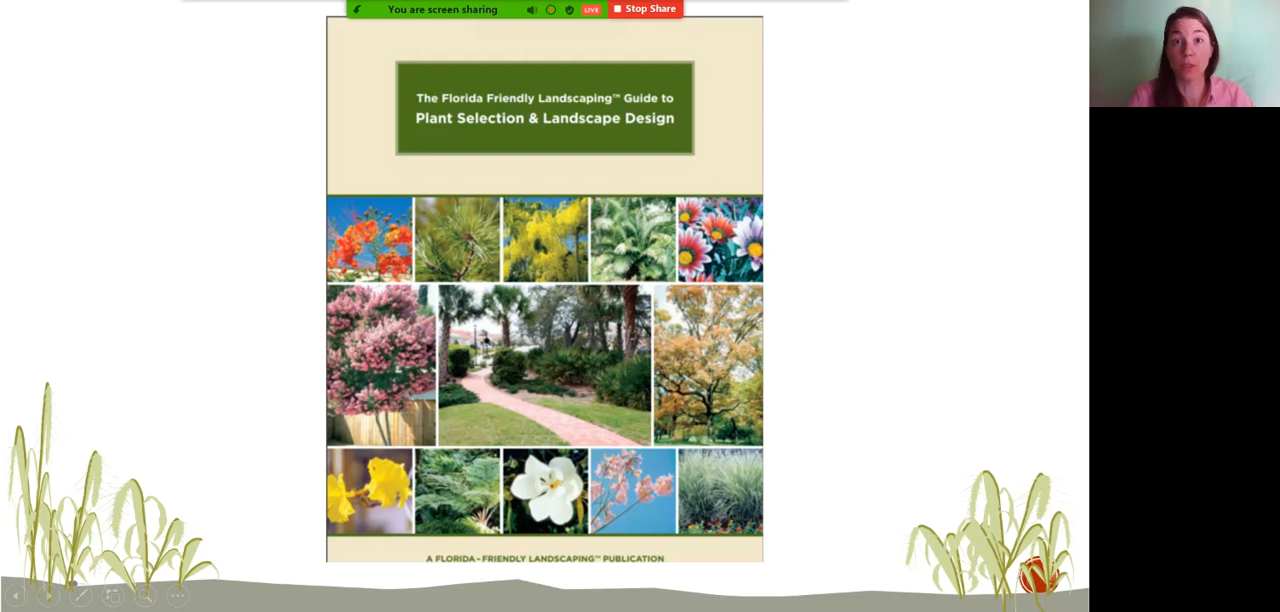 You are screen sharing
LIVE
Stop Share
The Florida Friendly Landscaping™ Guide to
Plant Selection & Landscape Design
A FLORIDA-FRIENDLY LANDSCAPING™ PUBLICATION